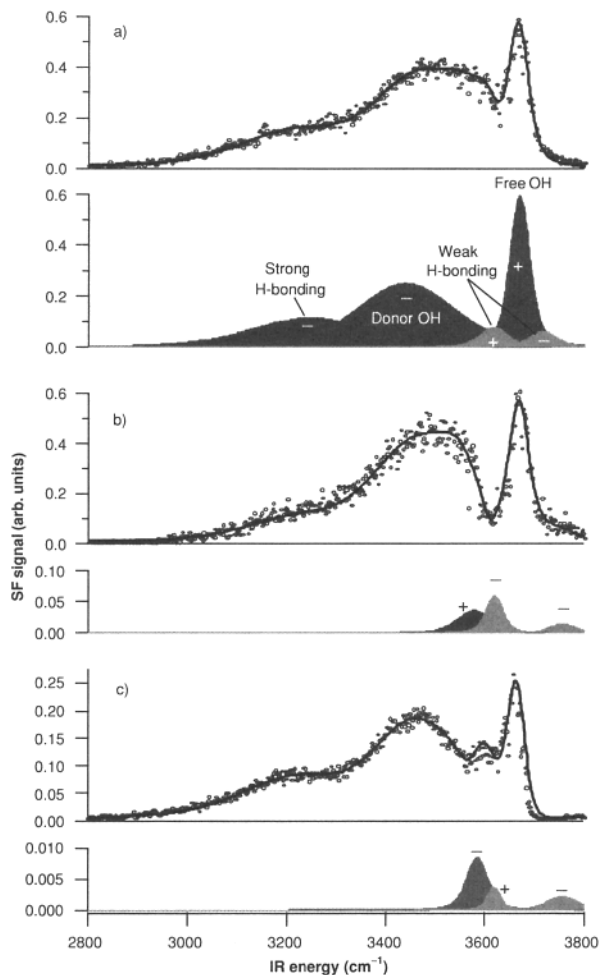 a)
0.6
0.4
0.2
0.0
0.6
0.4
0.2
0.0
Free OH
+
Weak
H-bonding
Strong
H-bonding
−
−
Donor OH
+
−
b)
0.6
0.4
0.2
0.0
SF signal (arb. units)
0.10
0.05
0.00
+
−
−
c)
0.25
0.20
0.15
0.10
0.05
0.00
0.010
0.005
0.000
−
+
−
2800 3000 3200 3400 3600 3800
IR energy (cm⁻¹)